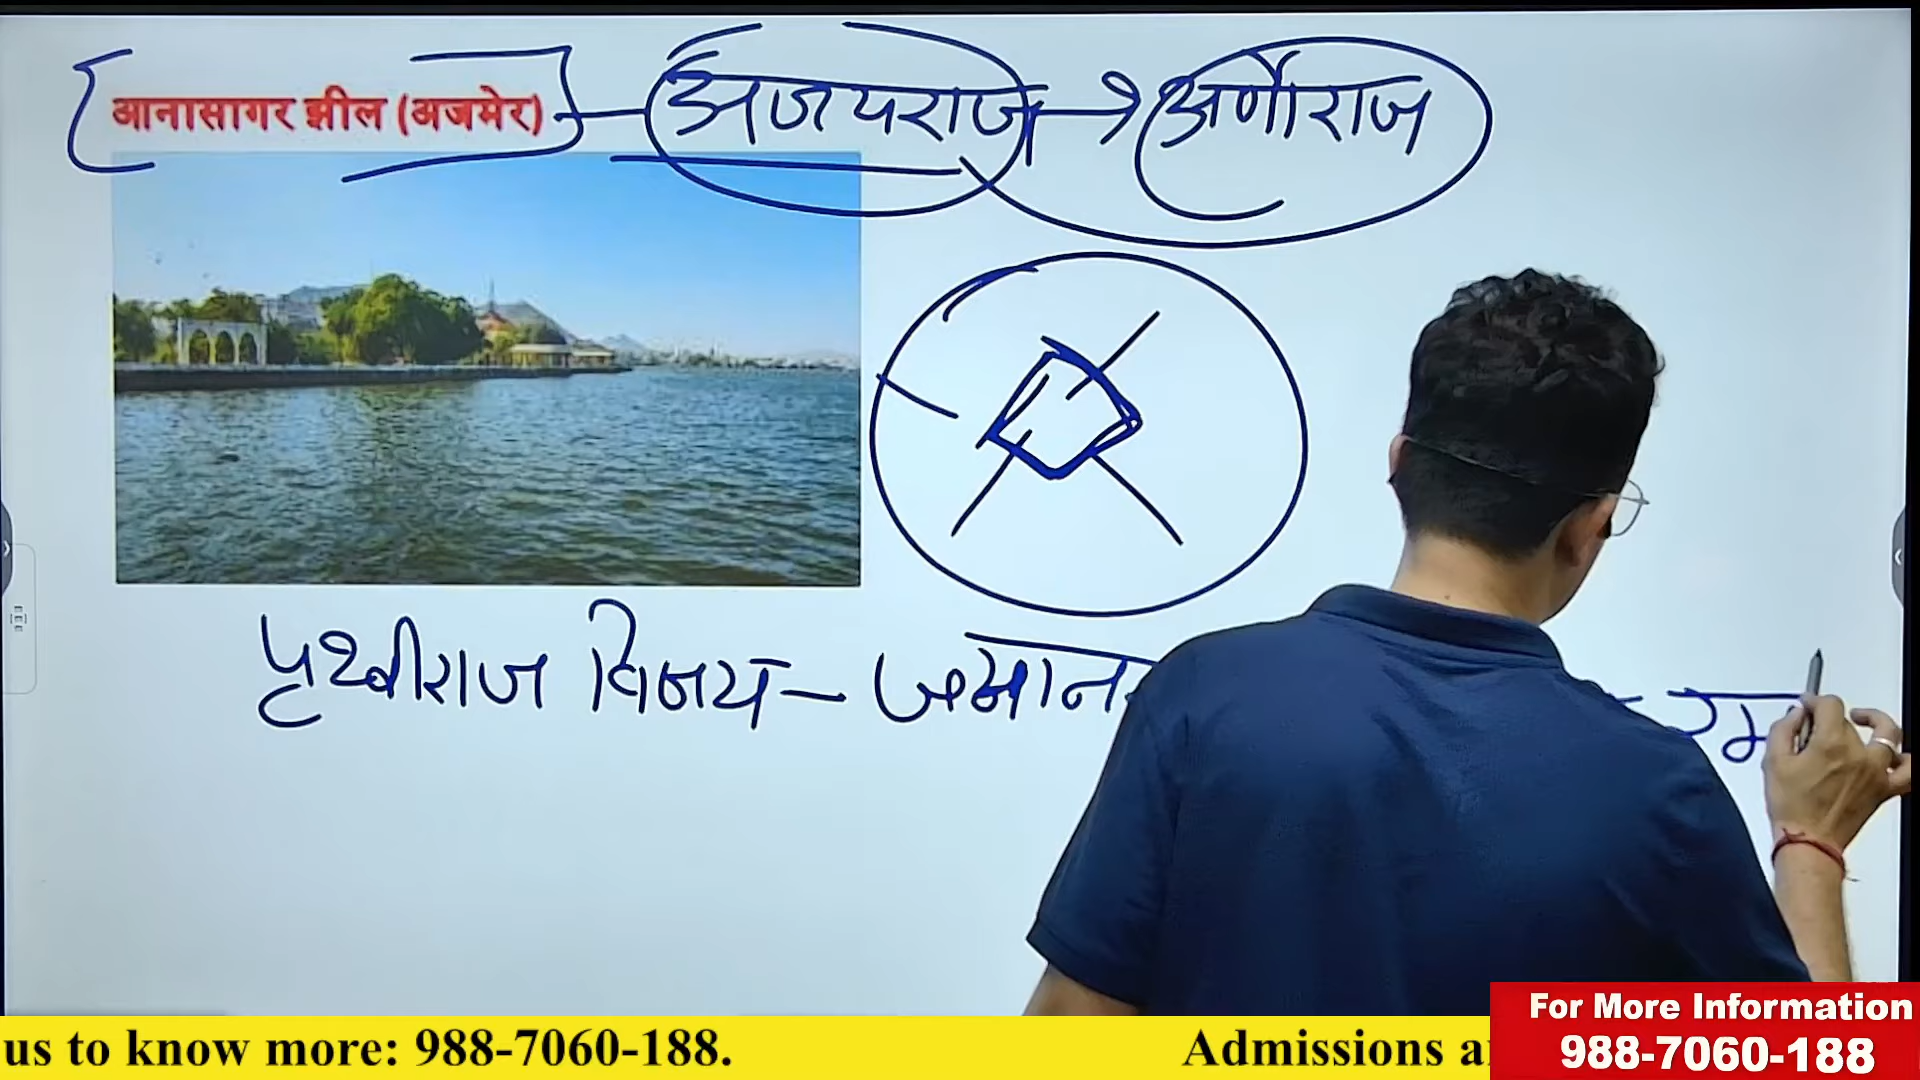 आनासागर झील (अजमेर) — अजयराज → अर्णोराज
पृथ्वीराज विजय –
us to know more: 988-7060-188.
Admissions
For More Information
988-7060-188